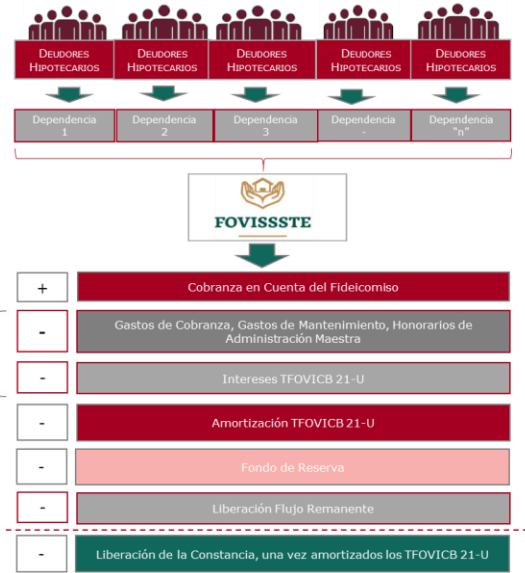 DEUDORES DEUDORES DEUDORES DEUDORES DEUDORES
HIPOTECARIOS HIPOTECARIOS HIPOTECARIOS HIPOTECARIOS HIPOTECARIOS
Dependencia Dependencia Dependencia Dependencia Dependencia
1 2 3 - "n"
FOVISSSTE
+ Cobranza en Cuenta del Fideicomiso
- Gastos de Cobranza, Gastos de Mantenimiento, Honorarios de
Administración Maestra
- Intereses TFOVICB 21-U
- Amortización TFOVICB 21-U
- Fondo de Reserva
- Liberación Flujo Remanente
- Liberación de la Constancia, una vez amortizados los TFOVICB 21-U